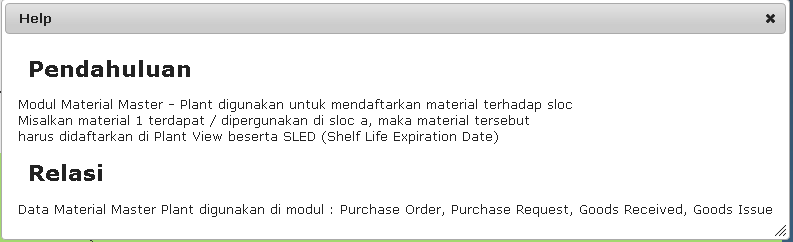 Help
Pendahuluan
Modul Material Master - Plant digunakan untuk mendaftarkan material terhadap sloc
Misalkan material 1 terdapat / dipergunakan di sloc a, maka material tersebut
harus didaftarkan di Plant View beserta SLED (Shelf Life Expiration Date)
Relasi
Data Material Master Plant digunakan di modul : Purchase Order, Purchase Request, Goods Received, Goods Issue